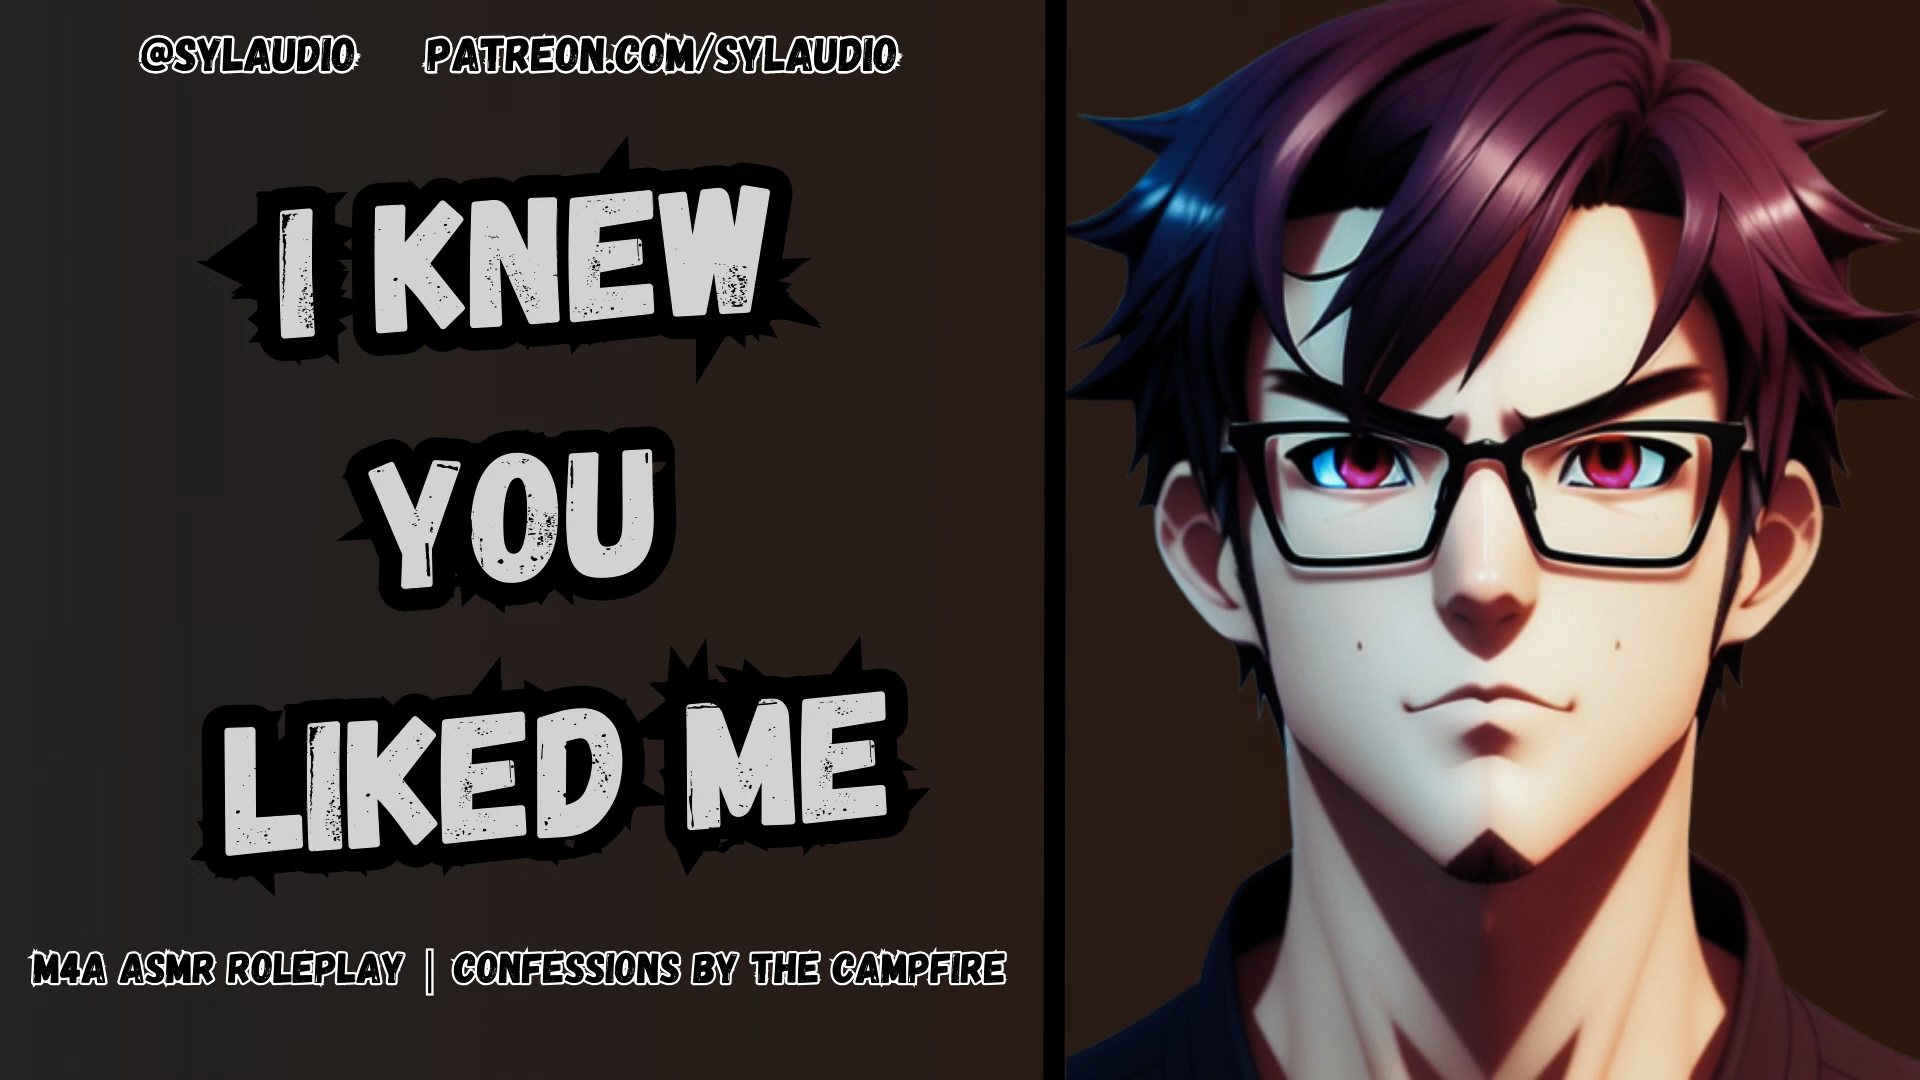 @SYLAUDIO PATREON.COM/SYLAUDIO
I KNEW
YOU
LIKED ME
M4A ASMR ROLEPLAY | CONFESSIONS BY THE CAMPFIRE